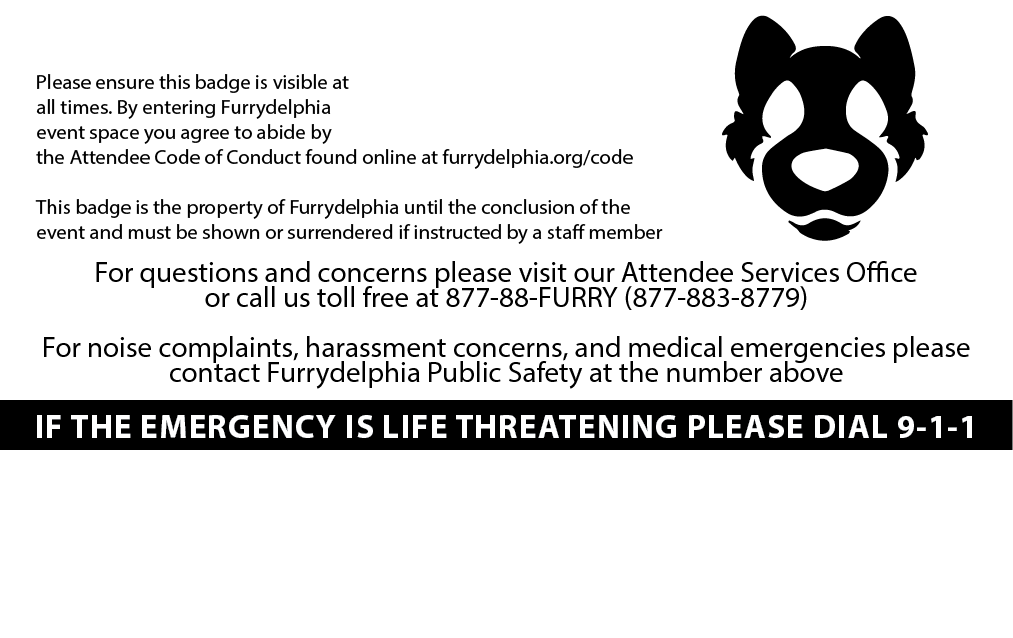 Please ensure this badge is visible at
all times. By entering Furrydelphia
event space you agree to abide by
the Attendee Code of Conduct found online at furrydelphia.org/code
This badge is the property of Furrydelphia until the conclusion of the
event and must be shown or surrendered if instructed by a staff member
For questions and concerns please visit our Attendee Services Office
or call us toll free at 877-88-FURRY (877-883-8779)
For noise complaints, harassment concerns, and medical emergencies please
contact Furrydelphia Public Safety at the number above
IF THE EMERGENCY IS LIFE THREATENING PLEASE DIAL 9-1-1